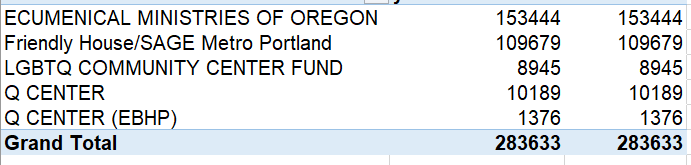 ECUMENICAL MINISTRIES OF OREGON 153444 153444
Friendly House/SAGE Metro Portland 109679 109679
LGBTQ COMMUNITY CENTER FUND 8945 8945
Q CENTER 10189 10189
Q CENTER (EBHP) 1376 1376
Grand Total 283633 283633